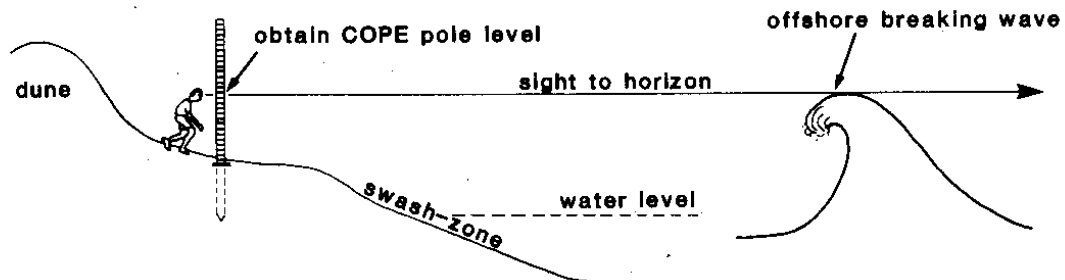 offshore breaking wave
obtain COPE pole level
dune
sight to horizon
water level
swash-zone